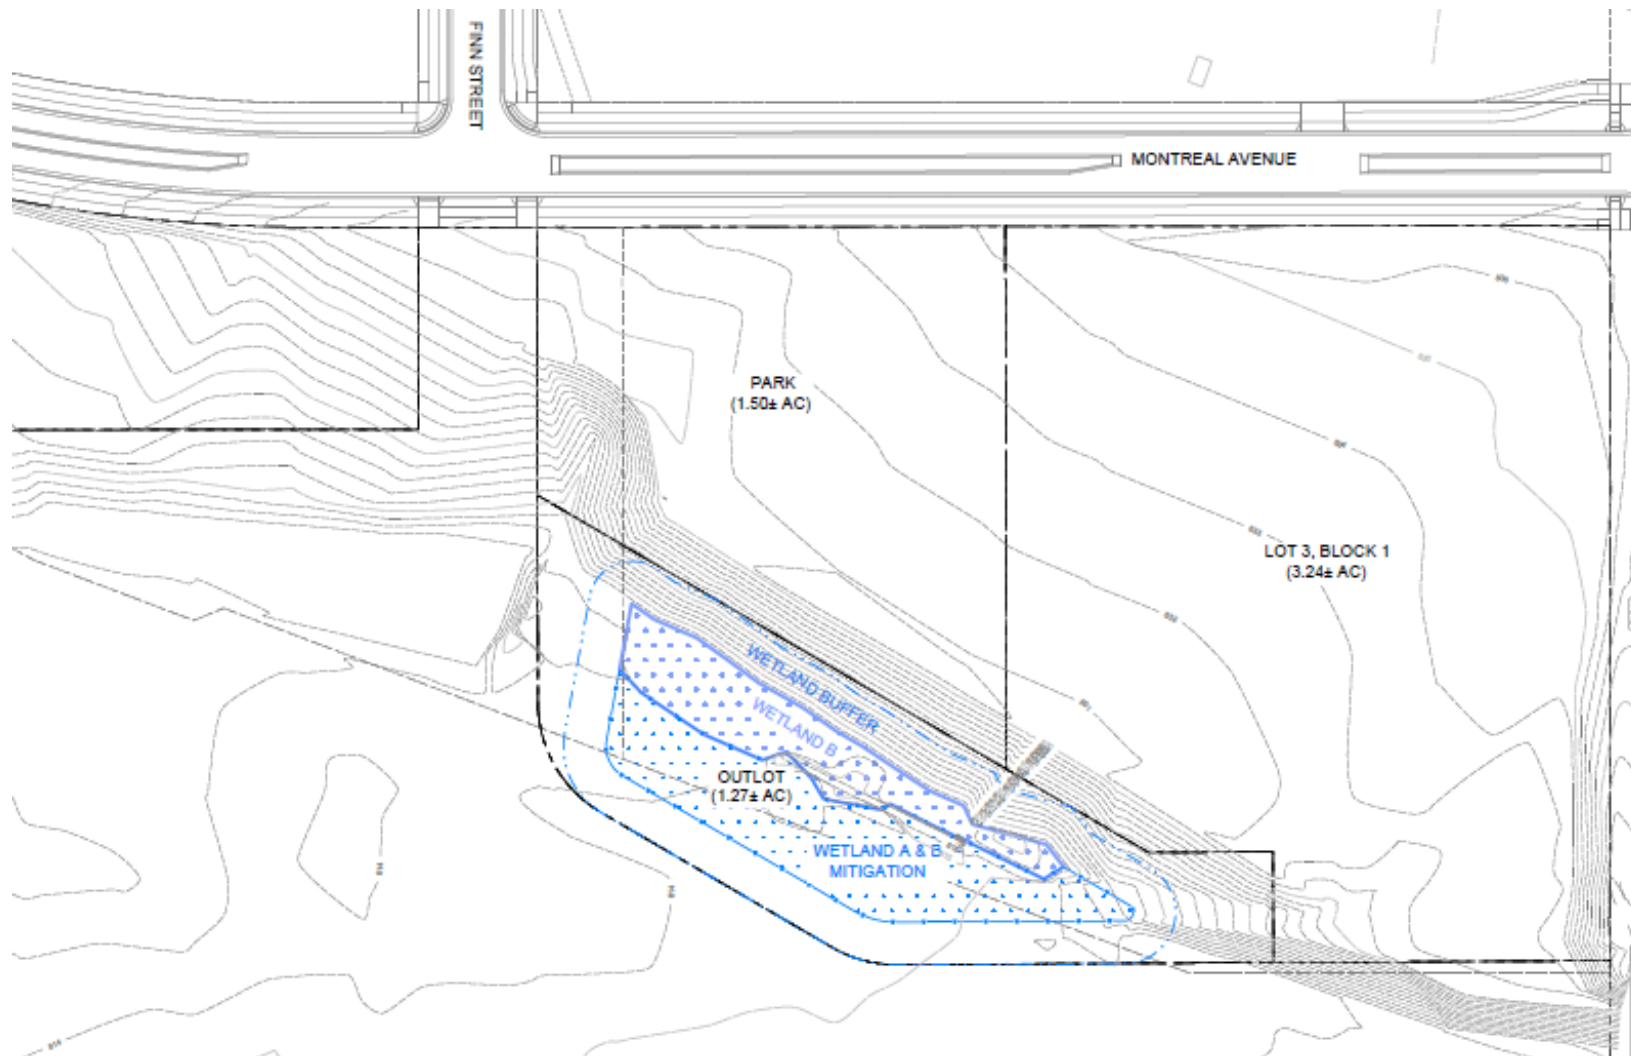 FINN STREET
MONTREAL AVENUE
PARK
(1.50± AC)
LOT 3, BLOCK 1
(3.24± AC)
WETLAND BUFFER
WETLAND B
OUTLOT
(1.27± AC)
WETLAND A & B
MITIGATION